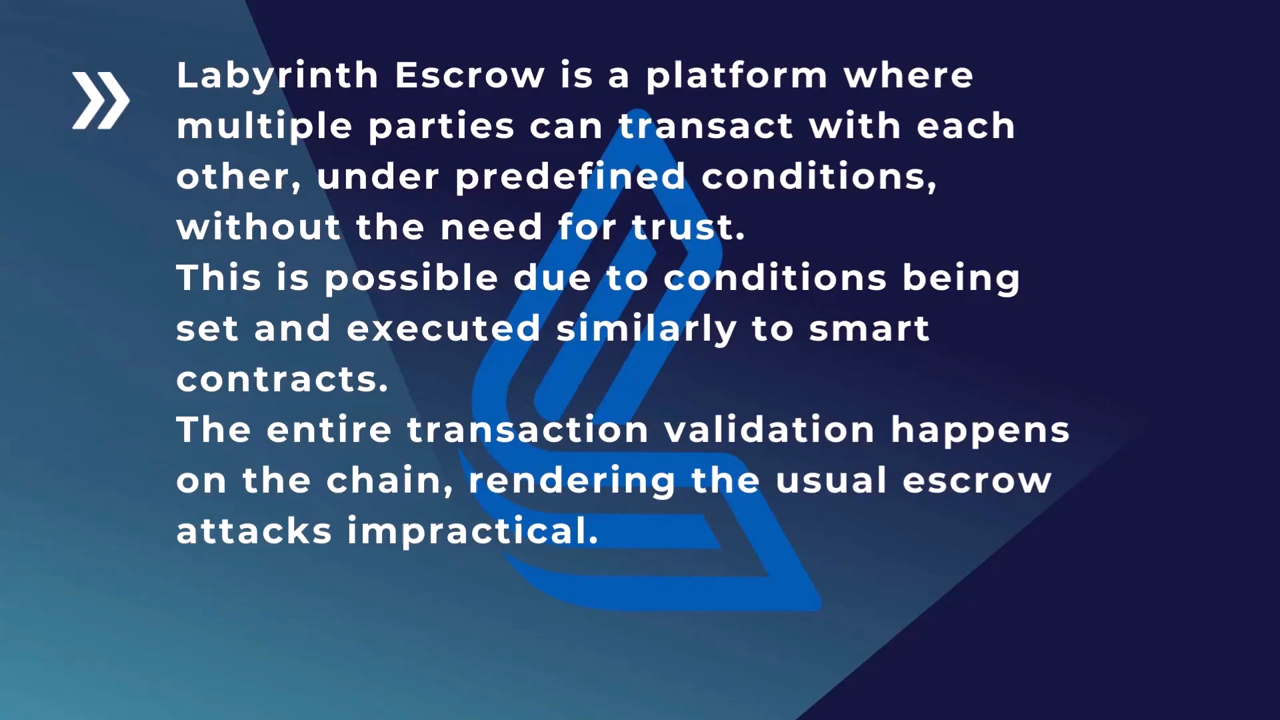 Labyrinth Escrow is a platform where
multiple parties can transact with each
other, under predefined conditions,
without the need for trust.
This is possible due to conditions being
set and executed similarly to smart
contracts.
The entire transaction validation happens
on the chain, rendering the usual escrow
attacks impractical.